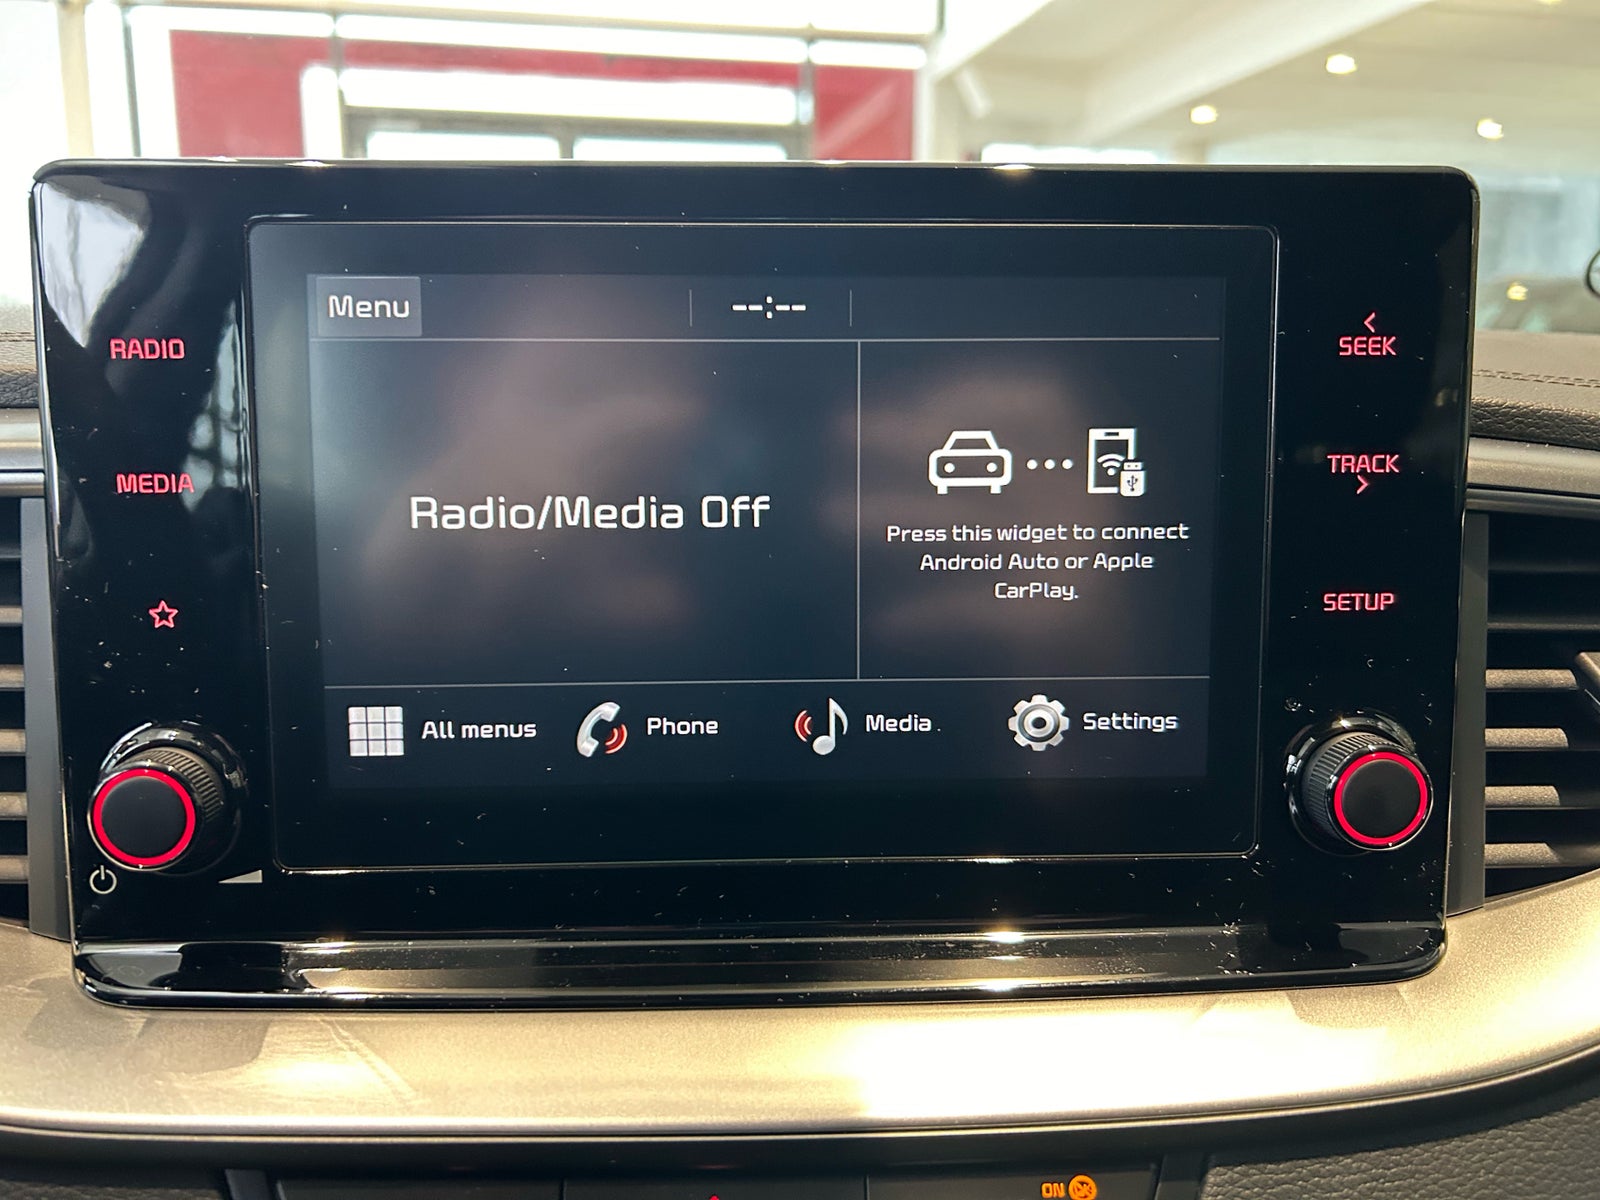 Menu
--:--
RADIO
MEDIA
Radio/Media Off
Press this widget to connect
Android Auto or Apple
CarPlay.
All menus
Phone
Media
Settings
< SEEK
TRACK >
SETUP
ON